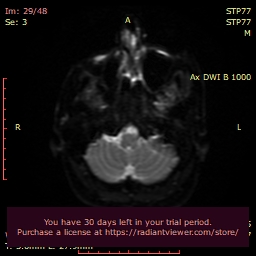 Im: 29/48
Se: 3
A
STP77
STP77
M
Ax DWI B 1000
R
L
You have 30 days left in your trial period.
Purchase a license at https://radiantviewer.com/store/